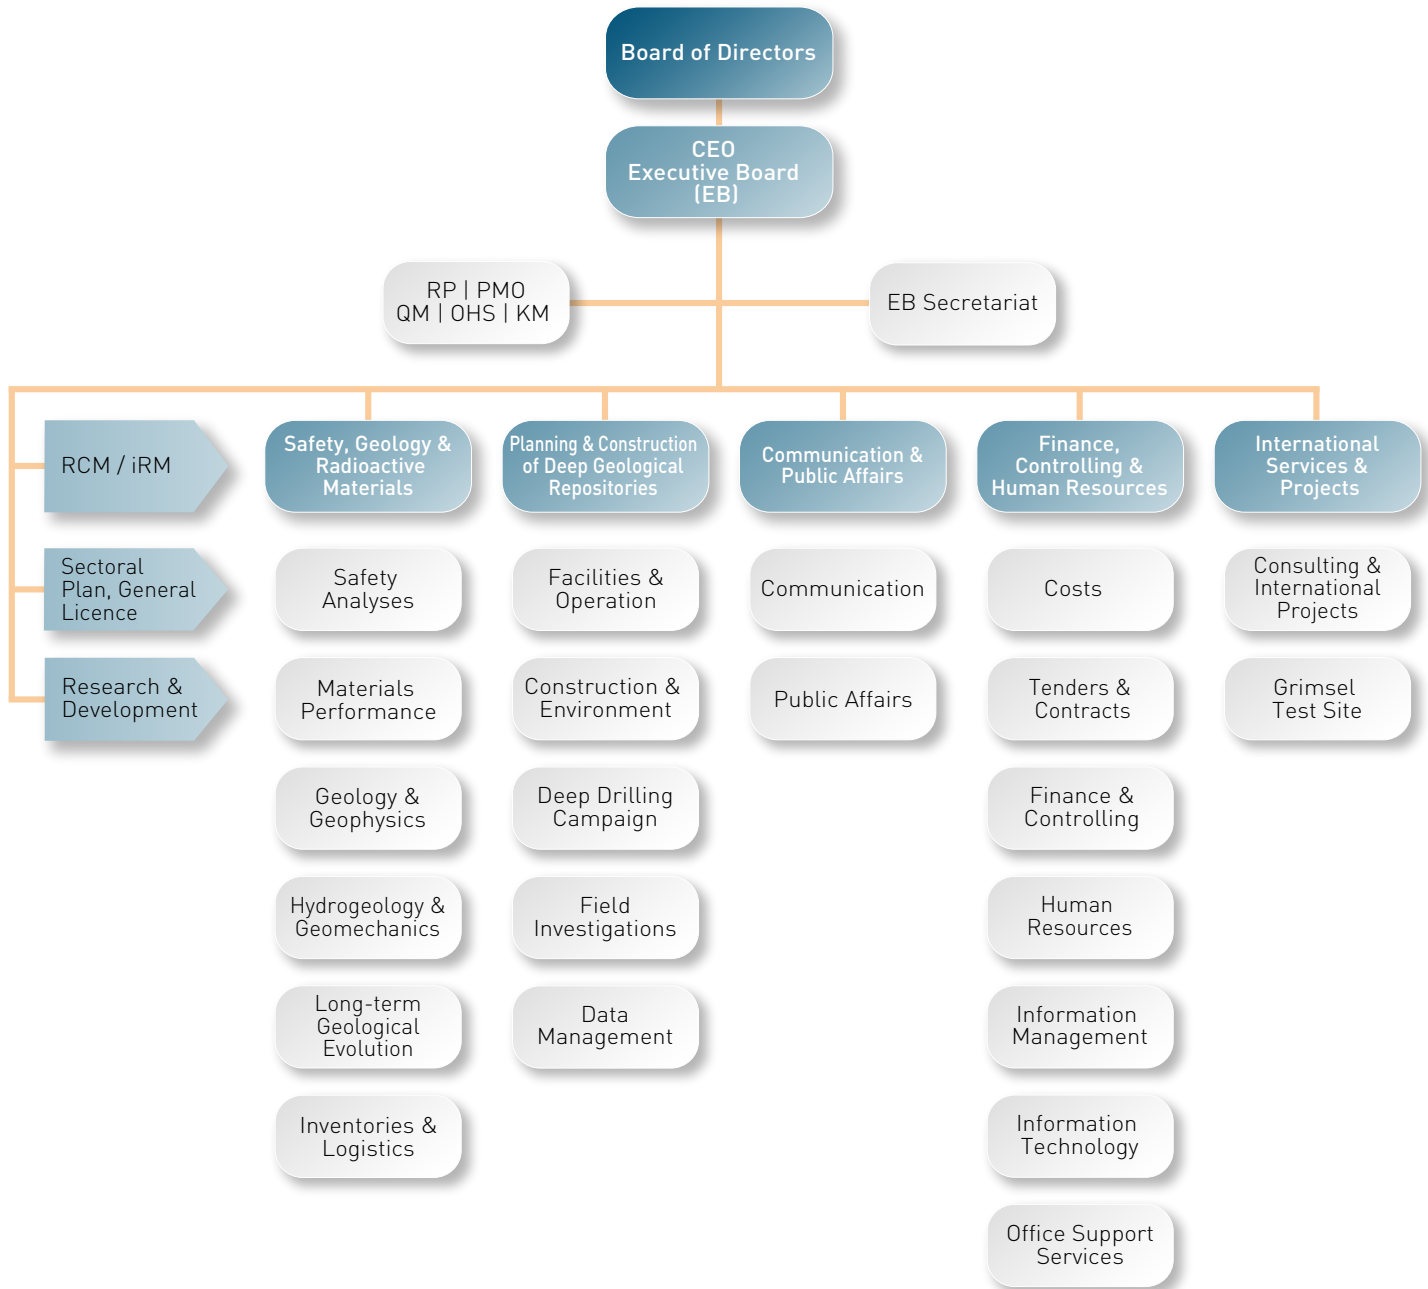 Board of Directors
CEO
Executive Board
(EB)
RP | PMO
QM | OHS | KM
EB Secretariat
RCM / iRM
Sectoral
Plan, General
Licence
Research &
Development
Safety, Geology &
Radioactive
Materials
Safety
Analyses
Materials
Performance
Geology &
Geophysics
Hydrogeology &
Geomechanics
Long-term
Geological
Evolution
Inventories &
Logistics
Planning & Construction
of Deep Geological
Repositories
Facilities &
Operation
Construction &
Environment
Deep Drilling
Campaign
Field
Investigations
Data
Management
Communication &
Public Affairs
Communication
Public Affairs
Finance,
Controlling &
Human Resources
Costs
Tenders &
Contracts
Finance &
Controlling
Human
Resources
Information
Management
Information
Technology
Office Support
Services
International
Services &
Projects
Consulting &
International
Projects
Grimsel
Test Site